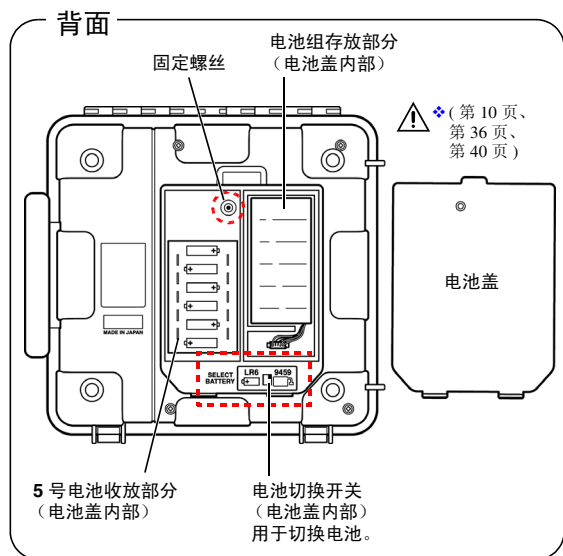 背面
固定螺丝
电池组存放部分
（电池盖内部）
❖( 第 10 页、
第 36 页、
第 40 页 )
电池盖
MADE IN JAPAN
SELECT
BATTERY
LR6
9459
5 号电池收放部分
（电池盖内部）
电池切换开关
（电池盖内部）
用于切换电池。